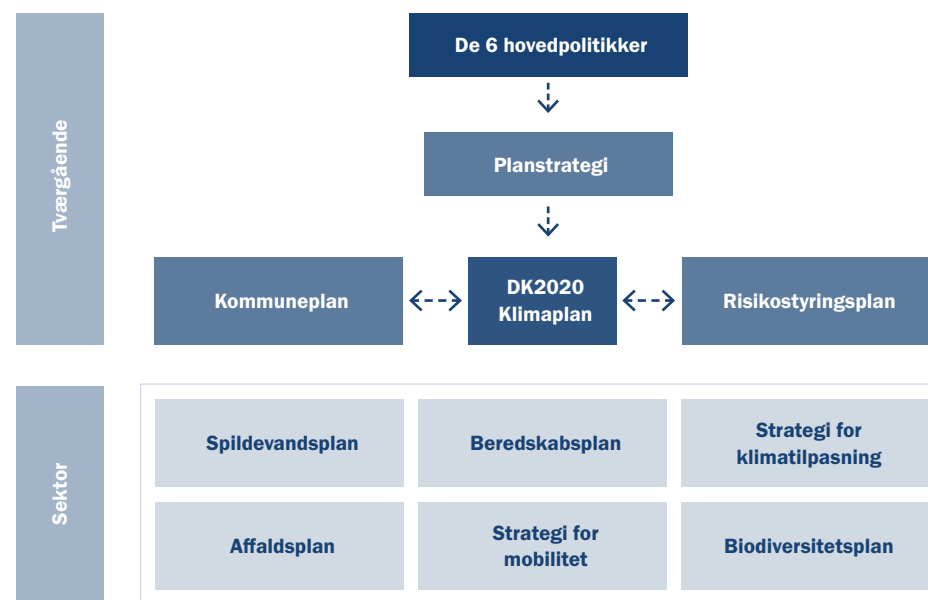 Tværgående
De 6 hovedpolitikker
Planstrategi
Kommuneplan
DK2020
Klimaplan
Risikostyringsplan
Sektor
Spildevandsplan
Beredskabsplan
Strategi for
klimatilpasning
Affaldsplan
Strategi for
mobilitet
Biodiversitetsplan